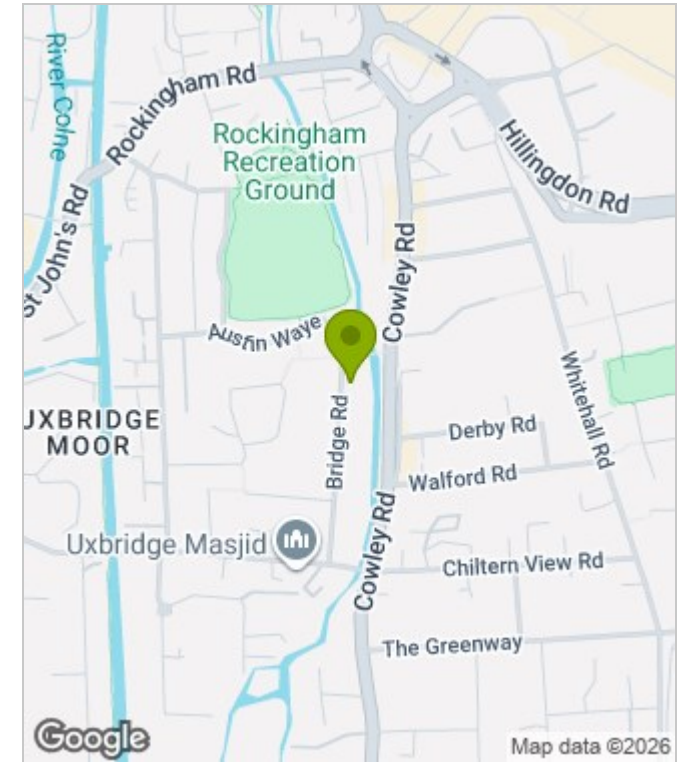 River Colne
Rockingham Rd
St John's Rd
Rockingham
Recreation
Ground
Hillingdon Rd
Cowley Rd
Austin Waye
Whitehall Rd
UXBRIDGE
MOOR
Bridge Rd
Derby Rd
Walford Rd
Uxbridge Masjid
Cowley Rd
Chiltern View Rd
The Greenway
Google
Map data ©2026